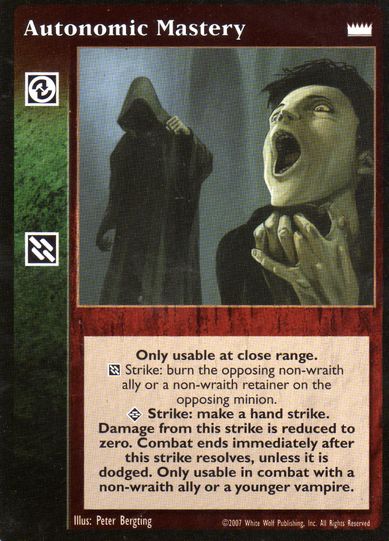 Autonomic Mastery
Only usable at close range.
Strike: burn the opposing non-wraith
ally or a non-wraith retainer on the
opposing minion.
Strike: make a hand strike.
Damage from this strike is reduced to
zero. Combat ends immediately after
this strike resolves, unless it is
dodged. Only usable in combat with a
non-wraith ally or a younger vampire.
Illus: Peter Bergting
©2007 White Wolf Publishing, Inc. All Rights Reserved